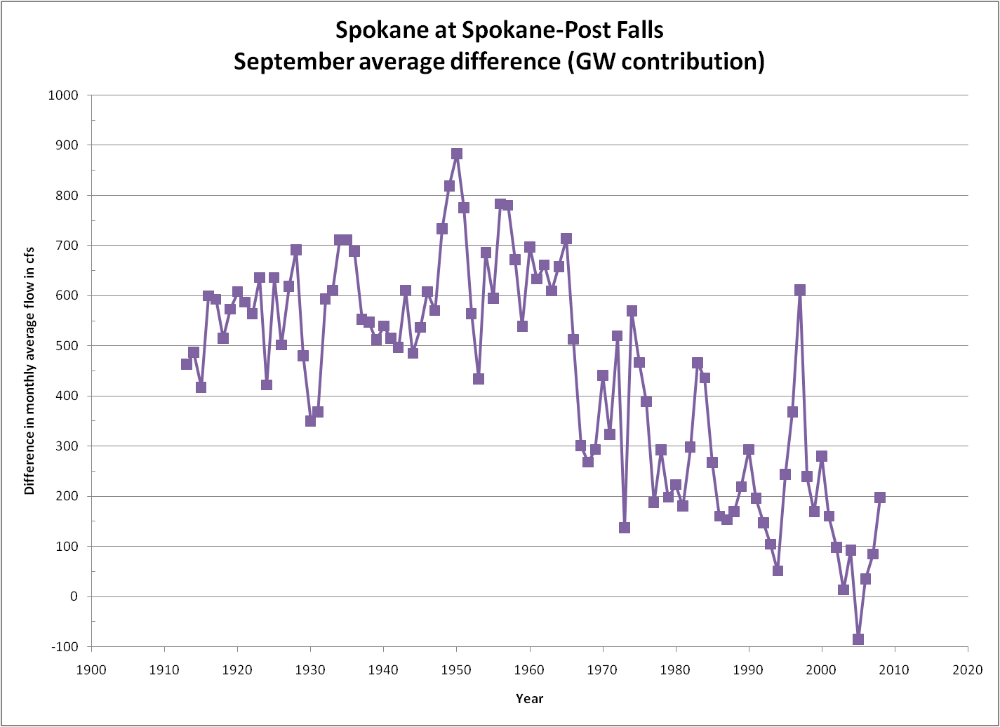 Spokane at Spokane-Post Falls
September average difference (GW contribution)
1000
900
800
700
600
500
400
300
200
100
0
-100
Difference in monthly average flow in cfs
1900 1910 1920 1930 1940 1950 1960 1970 1980 1990 2000 2010 2020
Year